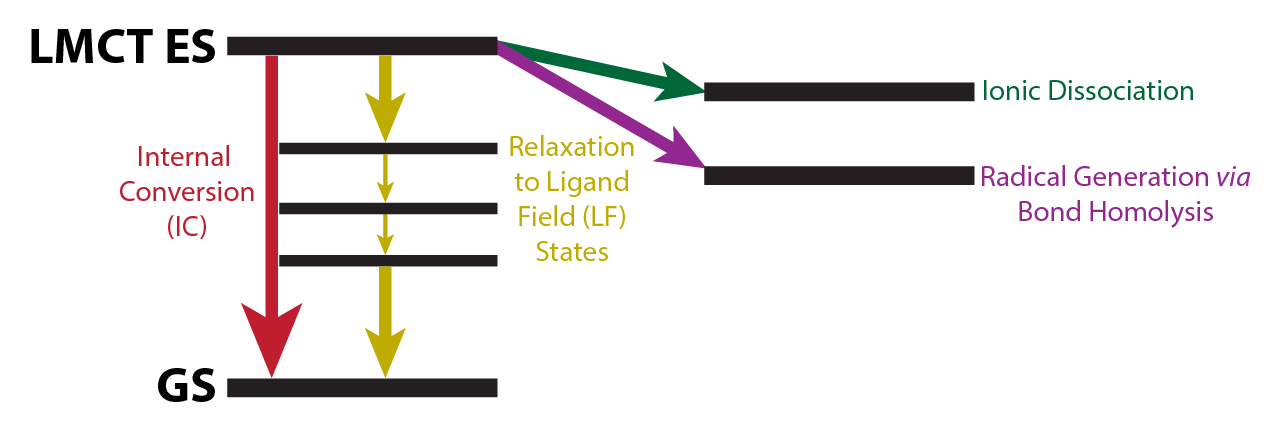 LMCT ES
Internal
Conversion
(IC)
Relaxation
to Ligand
Field (LF)
States
GS
Ionic Dissociation
Radical Generation via
Bond Homolysis